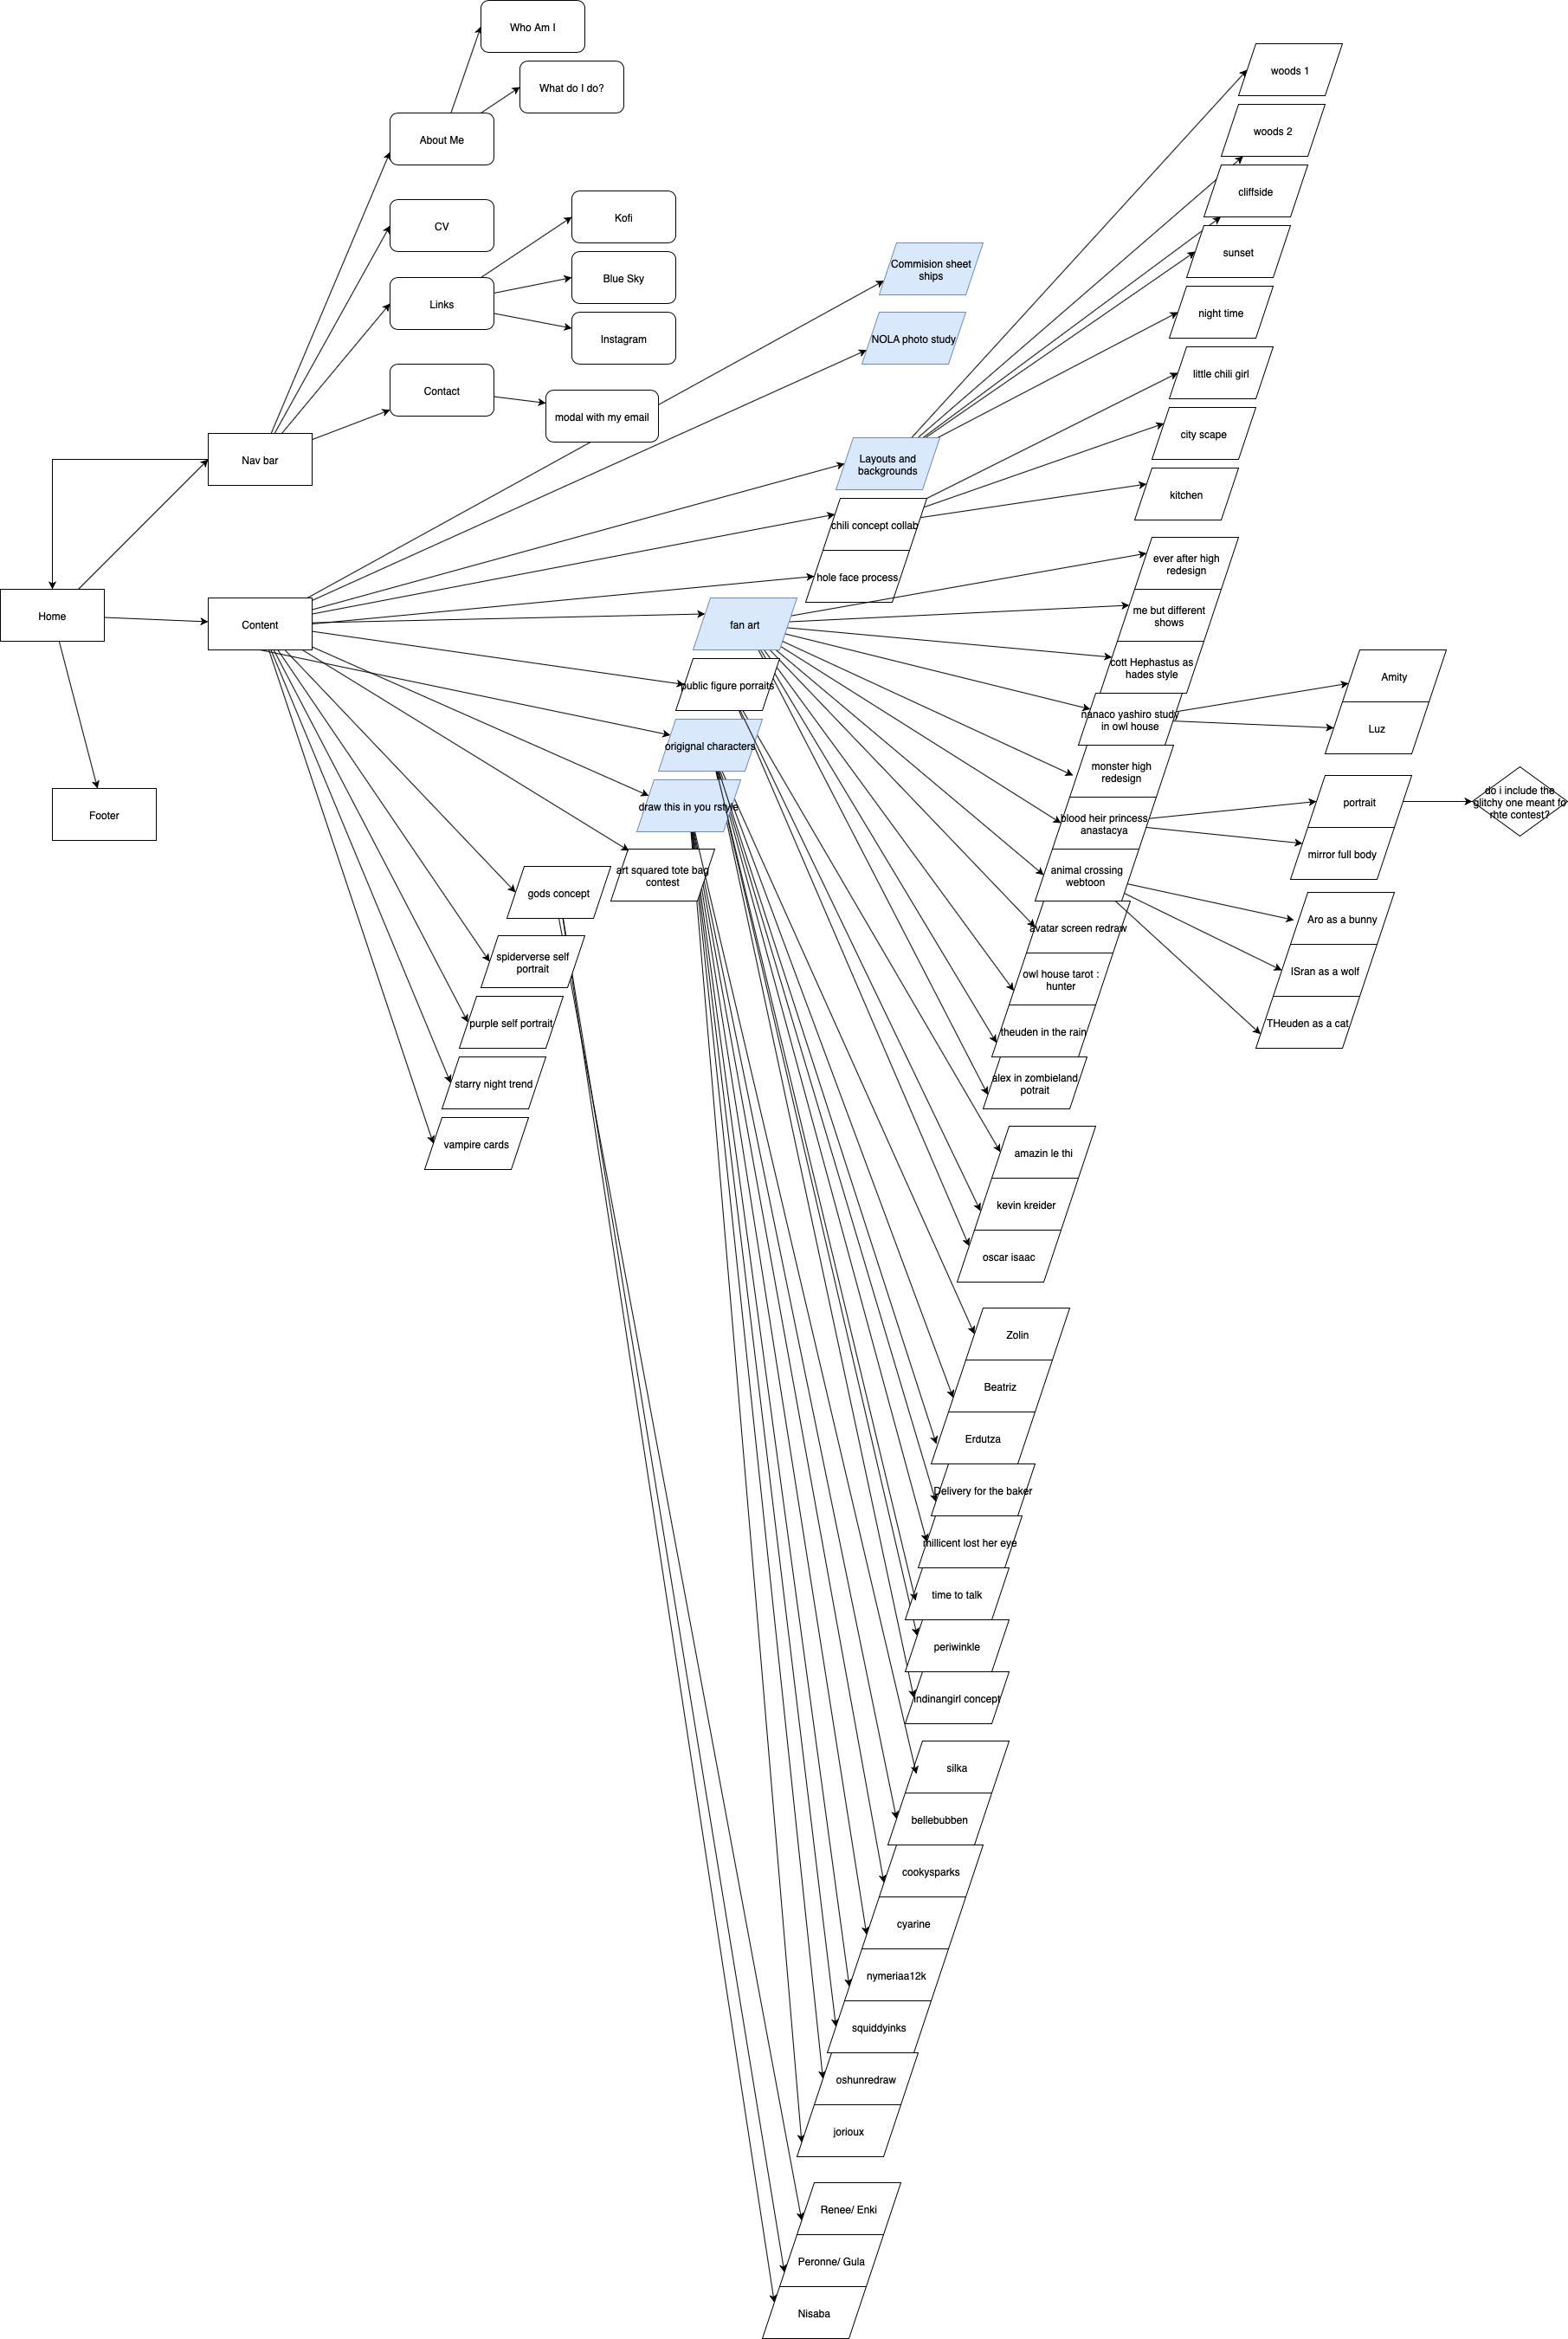 Who Am I
What do I do?
About Me
CV
Links
Kofi
Blue Sky
Instagram
Contact
modal with my email
Nav bar
Home
Content
Footer
Commision sheet
ships
NOLA photo study
Layouts and
backgrounds
chili concept collab
hole face process
fan art
public figure porraits
origignal characters
draw this in you rstyle
art squared tote bag
contest
gods concept
spiderverse self
portrait
purple self portrait
starry night trend
vampire cards
woods 1
woods 2
cliffside
sunset
night time
little chili girl
city scape
kitchen
ever after high
redesign
me but different
shows
cott Hephastus as
hades style
nanaco yashiro study
in owl house
monster high
redesign
blood heir princess
anastacya
animal crossing
webtoon
avatar screen redraw
owl house tarot :
hunter
theuden in the rain
alex in zombieland
potrait
Amity
Luz
portrait
mirror full body
do i include the
glitchy one meant fo
rhte contest?
Aro as a bunny
ISran as a wolf
THeuden as a cat
amazin le thi
kevin kreider
oscar isaac
Zolin
Beatriz
Erdutza
Delivery for the baker
millicent lost her eye
time to talk
periwinkle
indinangirl concept
silka
bellebubben
cookysparks
cyarine
nymeriaa12k
squiddyinks
oshunredraw
jorioux
Renee/ Enki
Peronne/ Gula
Nisaba